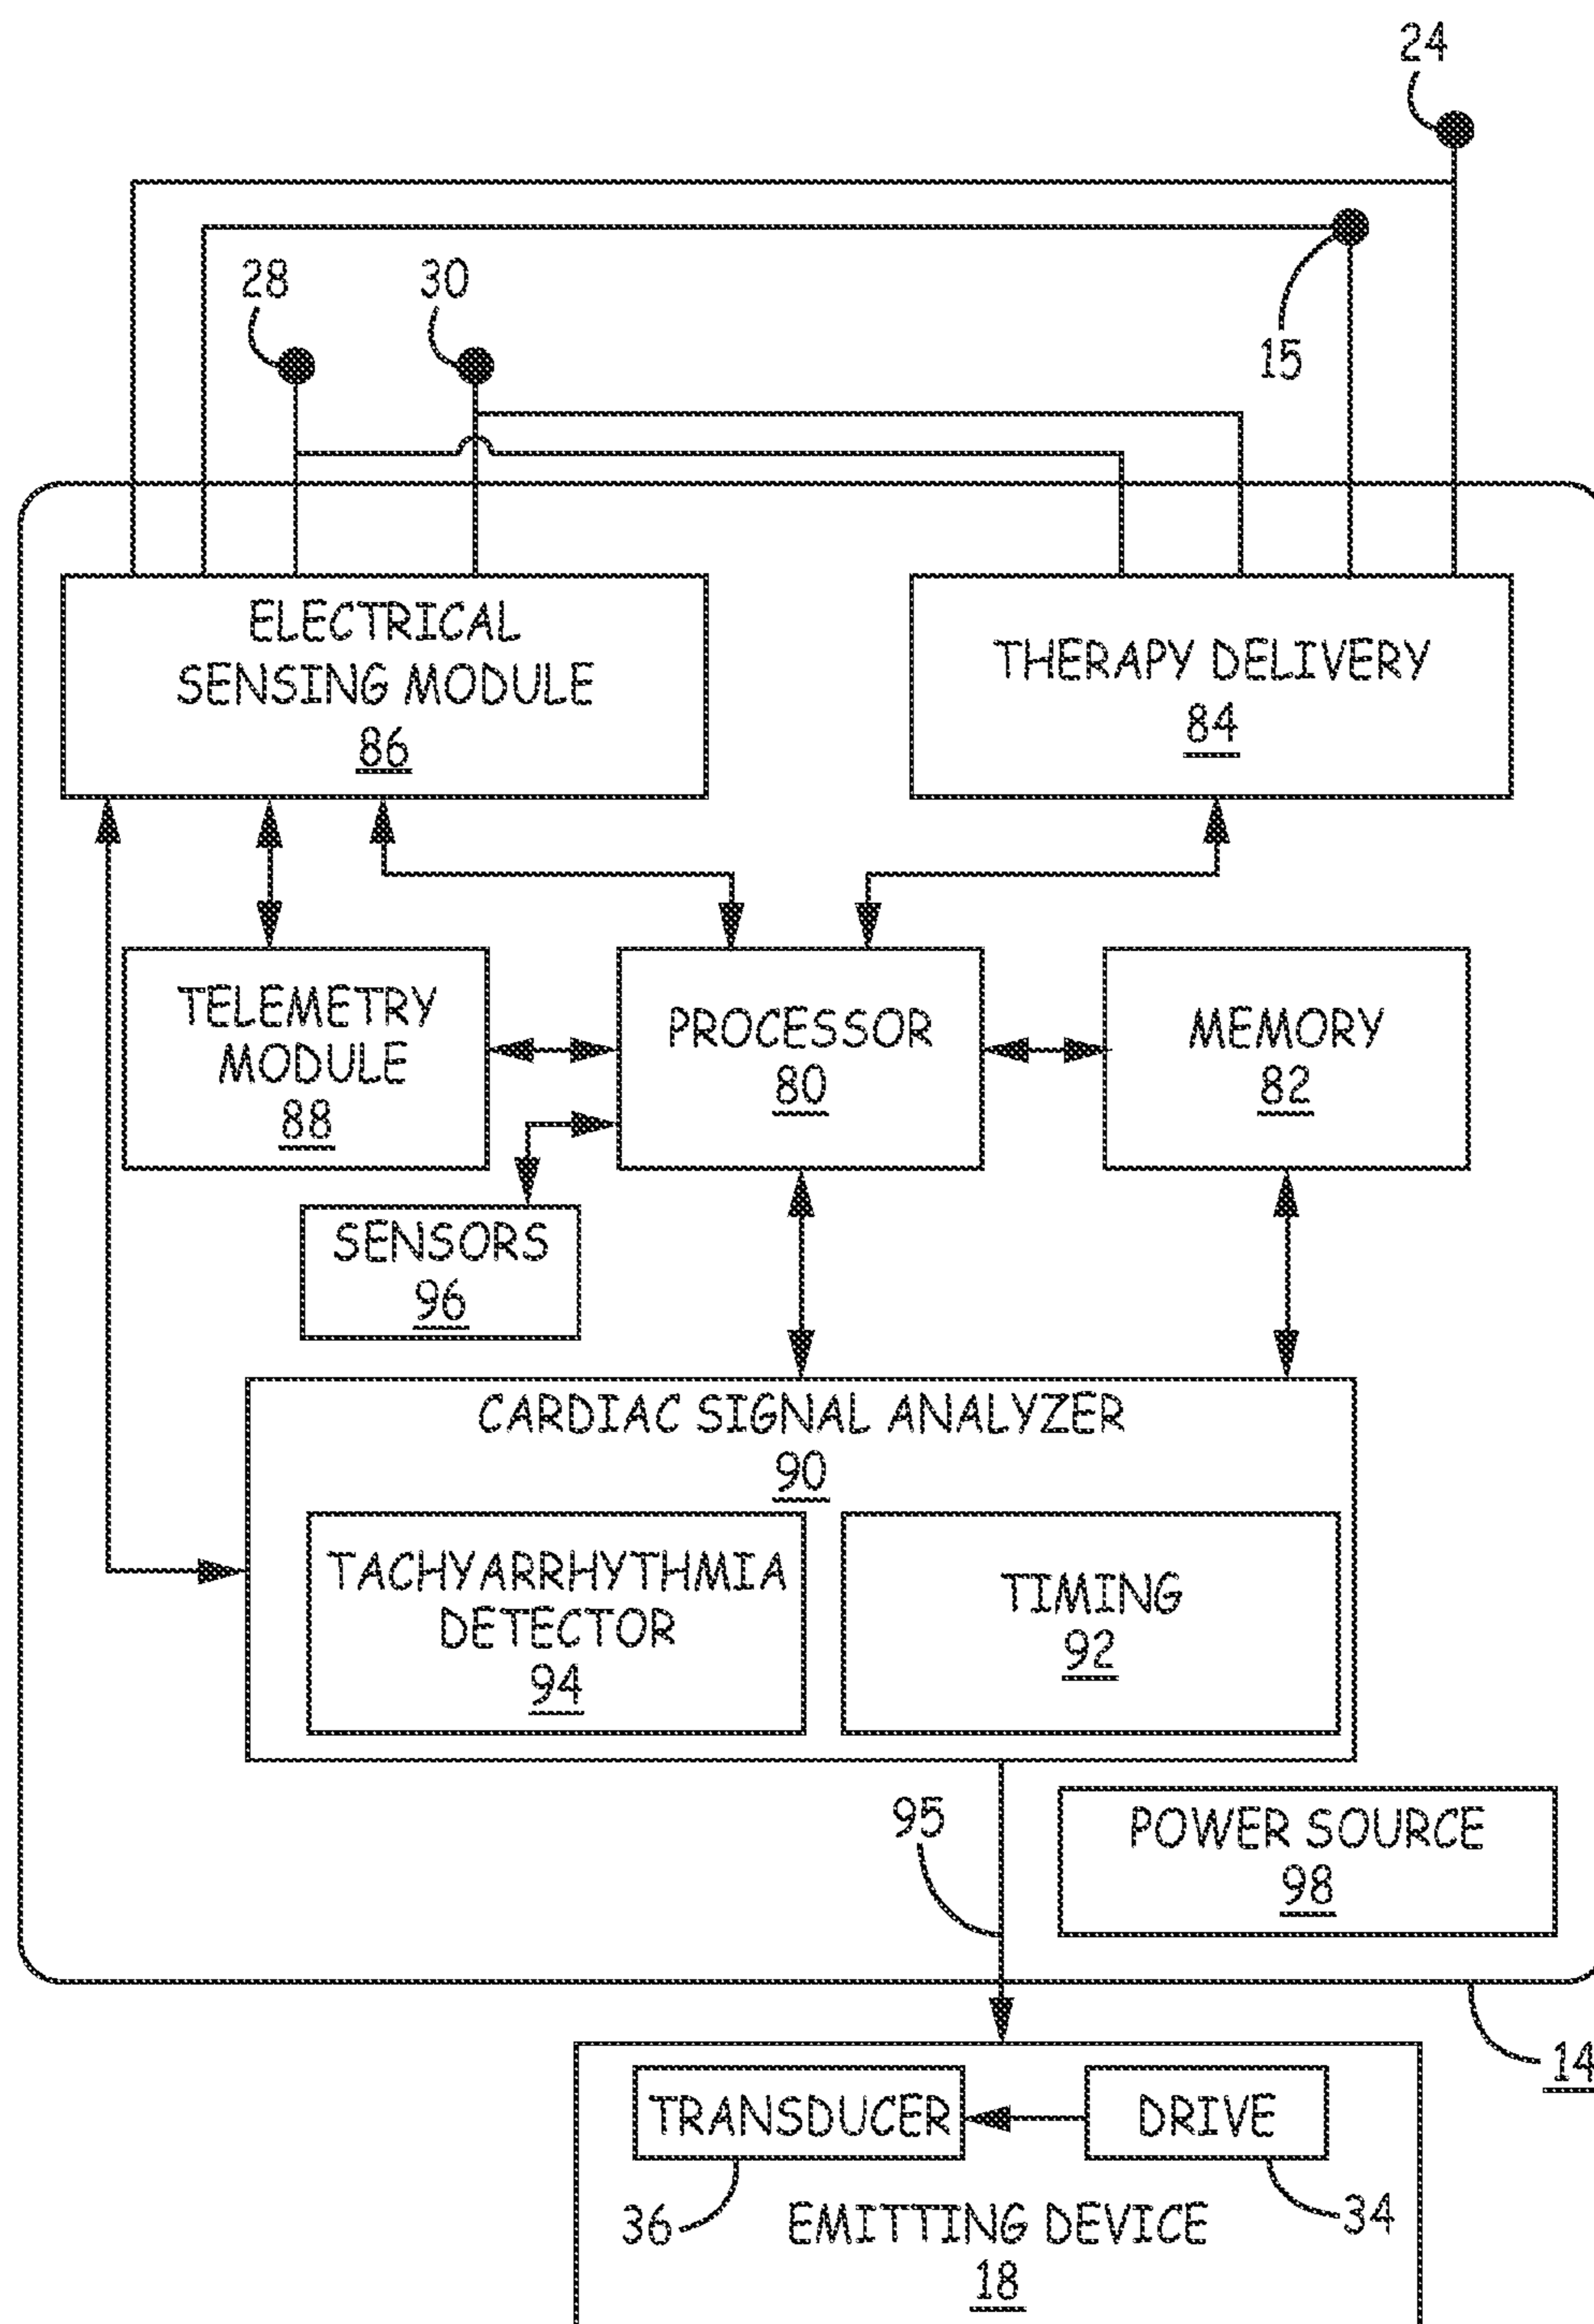 24
28
30
15
ELECTRICAL
SENSING MODULE
86
THERAPY DELIVERY
84
TELEMETRY
MODULE
88
PROCESSOR
80
MEMORY
82
SENSORS
96
CARDIAC SIGNAL ANALYZER
90
TACHYARRHYTHMIA
DETECTOR
94
TIMING
92
95
POWER SOURCE
98
14
TRANSDUCER
DRIVE
36
34
EMITTING DEVICE
18